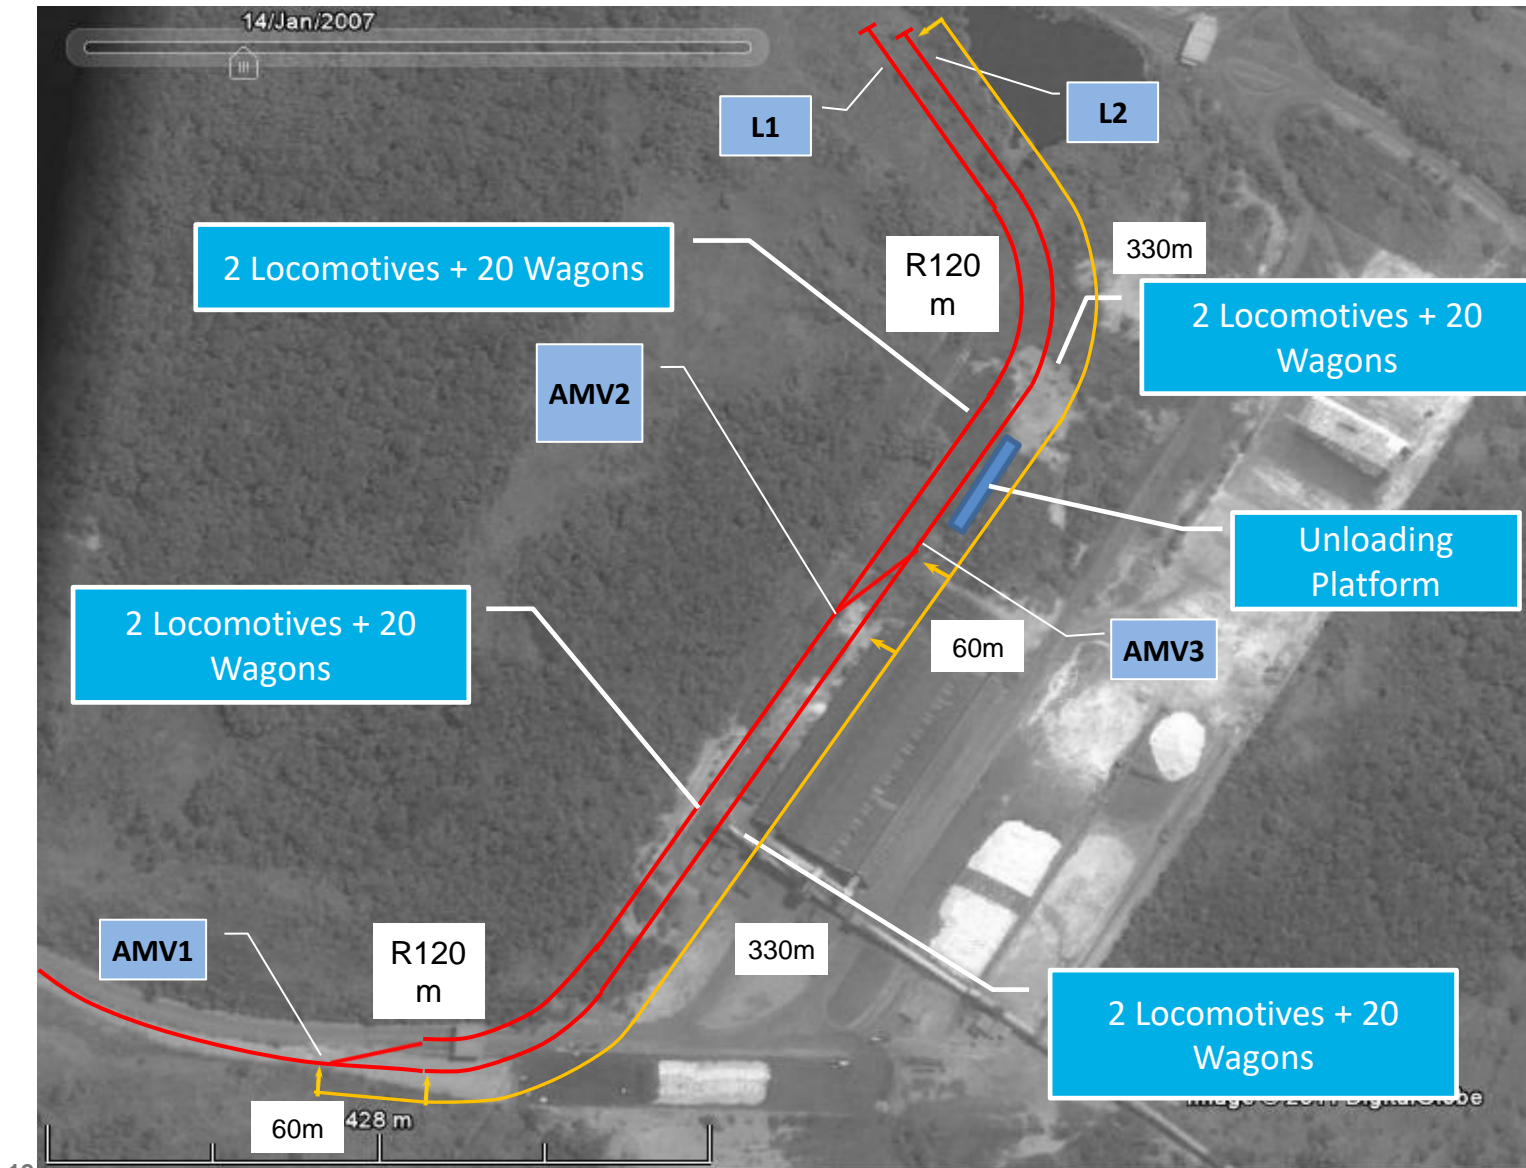 14/Jan/2007
L1
L2
2 Locomotives + 20 Wagons
R120
m
330m
2 Locomotives + 20
Wagons
AMV2
Unloading
Platform
2 Locomotives + 20
Wagons
60m
AMV3
AMV1
R120
m
330m
2 Locomotives + 20
Wagons
60m
428 m